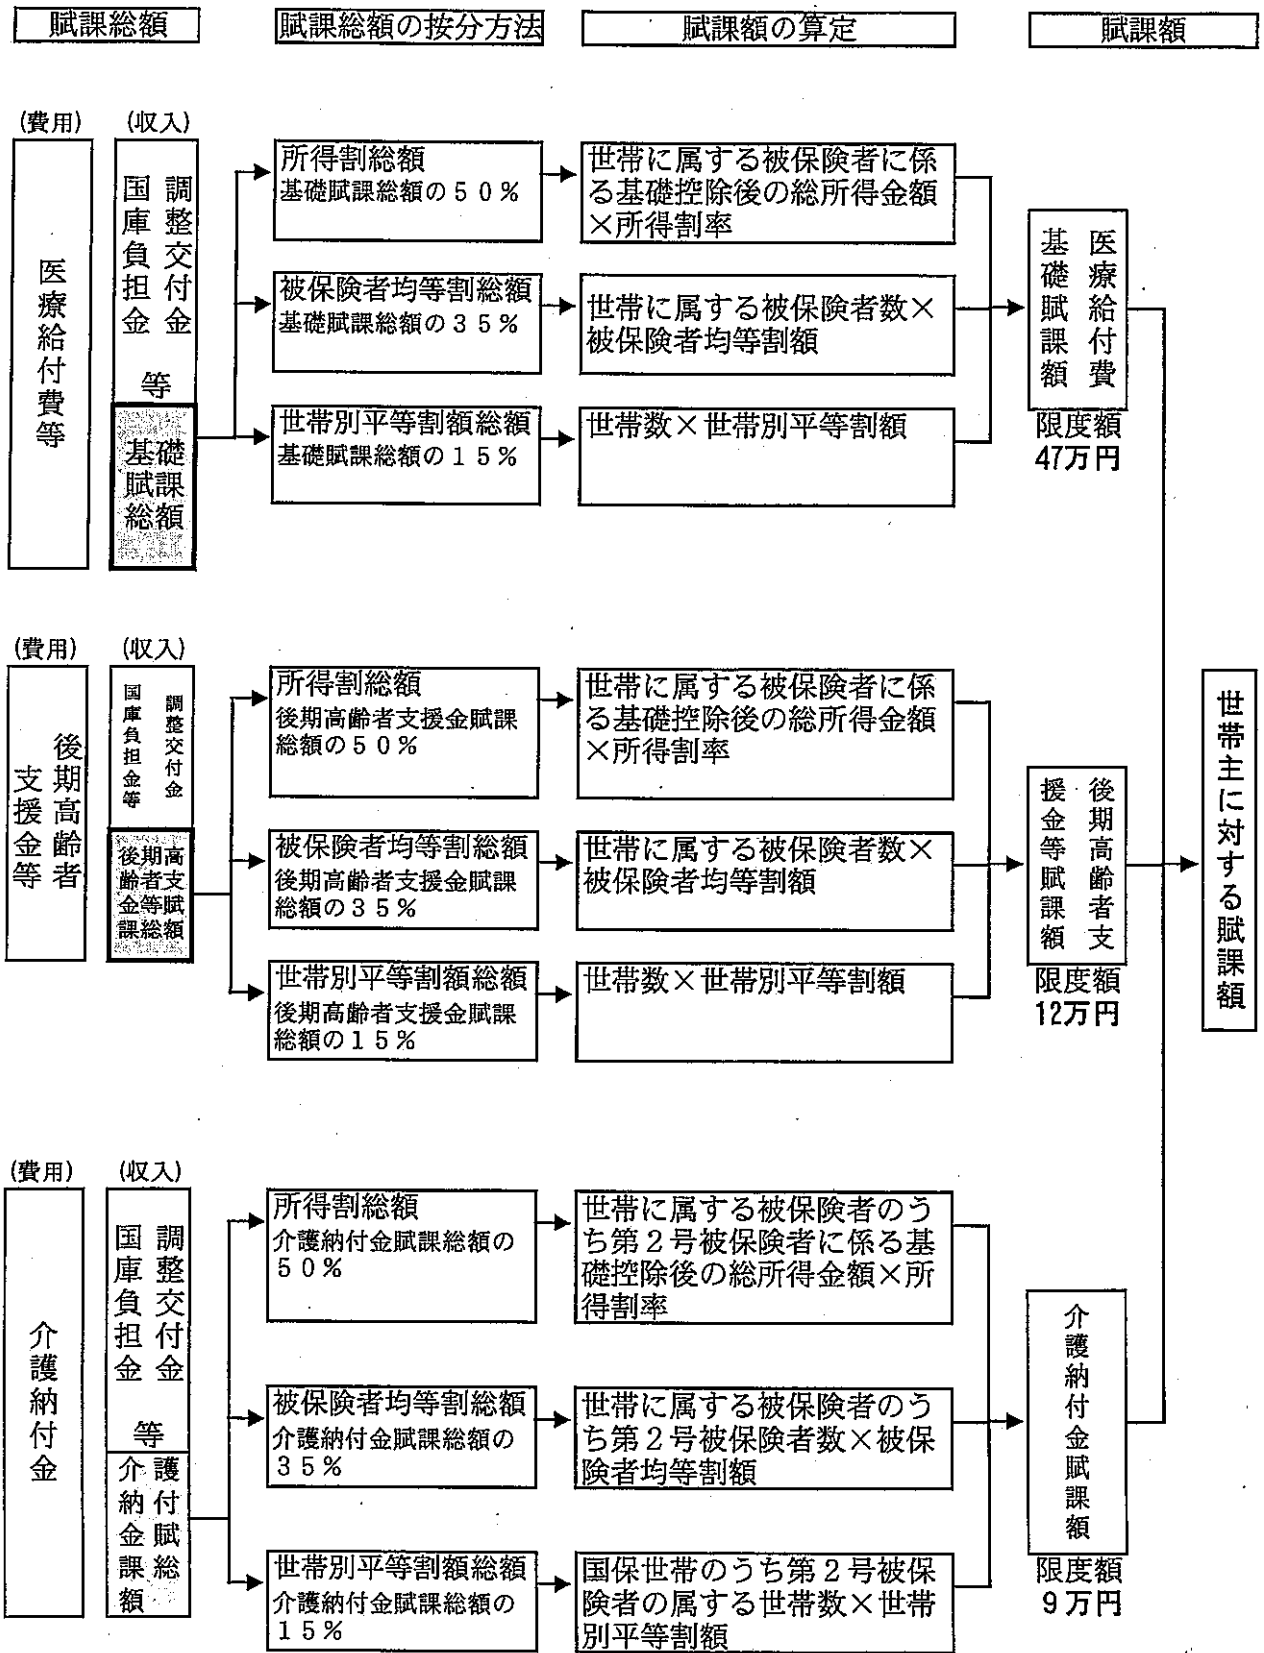 賦課総額
賦課総額の按分方法
賦課額の算定
賦課額
(費用)
(収入)
医療給付費等
調整交付金
国庫負担金
等
基礎
賦課
総額
所得割総額
基礎賦課総額の50%
世帯に属する被保険者に係
る基礎控除後の総所得金額
×所得割率
被保険者均等割総額
基礎賦課総額の35%
世帯に属する被保険者数×
被保険者均等割額
世帯別平等割額総額
基礎賦課総額の15%
世帯数×世帯別平等割額
医療給付費
基礎賦課額
限度額
47万円
(費用)
(収入)
後期高齢者
支援金等
調整交付金
国庫負担金等
後期高
齢者支
金等賦
課総額
所得割総額
後期高齢者支援金賦課
総額の50%
世帯に属する被保険者に係
る基礎控除後の総所得金額
×所得割率
被保険者均等割総額
後期高齢者支援金賦課
総額の35%
世帯に属する被保険者数×
被保険者均等割額
世帯別平等割額総額
後期高齢者支援金賦課
総額の15%
世帯数×世帯別平等割額
後期高齢者支
援金等賦課額
限度額
12万円
世帯主に対する賦課額
(費用)
(収入)
介護納付金
調整交付金
国庫負担金
等
介護
納付
金賦
課総
額
所得割総額
介護納付金賦課総額の
50%
世帯に属する被保険者のう
ち第2号被保険者に係る基
礎控除後の総所得金額×所
得割率
被保険者均等割総額
介護納付金賦課総額の
35%
世帯に属する被保険者のう
ち第2号被保険者数×被保
険者均等割額
世帯別平等割額総額
介護納付金賦課総額の
15%
国保世帯のうち第2号被保
険者の属する世帯数×世帯
別平等割額
介護納付金賦課額
限度額
9万円